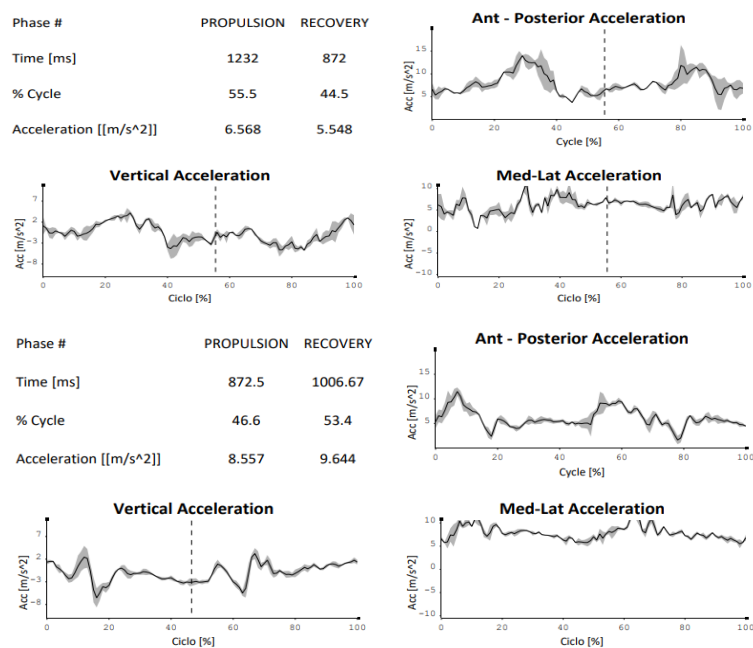 Phase # PROPULSION RECOVERY
Time [ms] 1232 872
% Cycle 55.5 44.5
Acceleration [[m/s^2]] 6.568 5.548
Ant - Posterior Acceleration
Acc [m/s^2]
15
10
5
0 20 40 60 80 100
Cycle [%]
Vertical Acceleration
Acc [m/s^2]
7
2
−3
−8
0 20 40 60 80 100
Ciclo [%]
Med-Lat Acceleration
Acc [m/s^2]
10
5
0
−5
−10
0 20 40 60 80 100
Ciclo [%]
Phase # PROPULSION RECOVERY
Time [ms] 872.5 1006.67
% Cycle 46.6 53.4
Acceleration [[m/s^2]] 8.557 9.644
Ant - Posterior Acceleration
Acc [m/s^2]
15
10
5
0 20 40 60 80 100
Cycle [%]
Vertical Acceleration
Acc [m/s^2]
7
2
−3
−8
0 20 40 60 80 100
Ciclo [%]
Med-Lat Acceleration
Acc [m/s^2]
10
5
0
−5
−10
0 20 40 60 80 100
Ciclo [%]